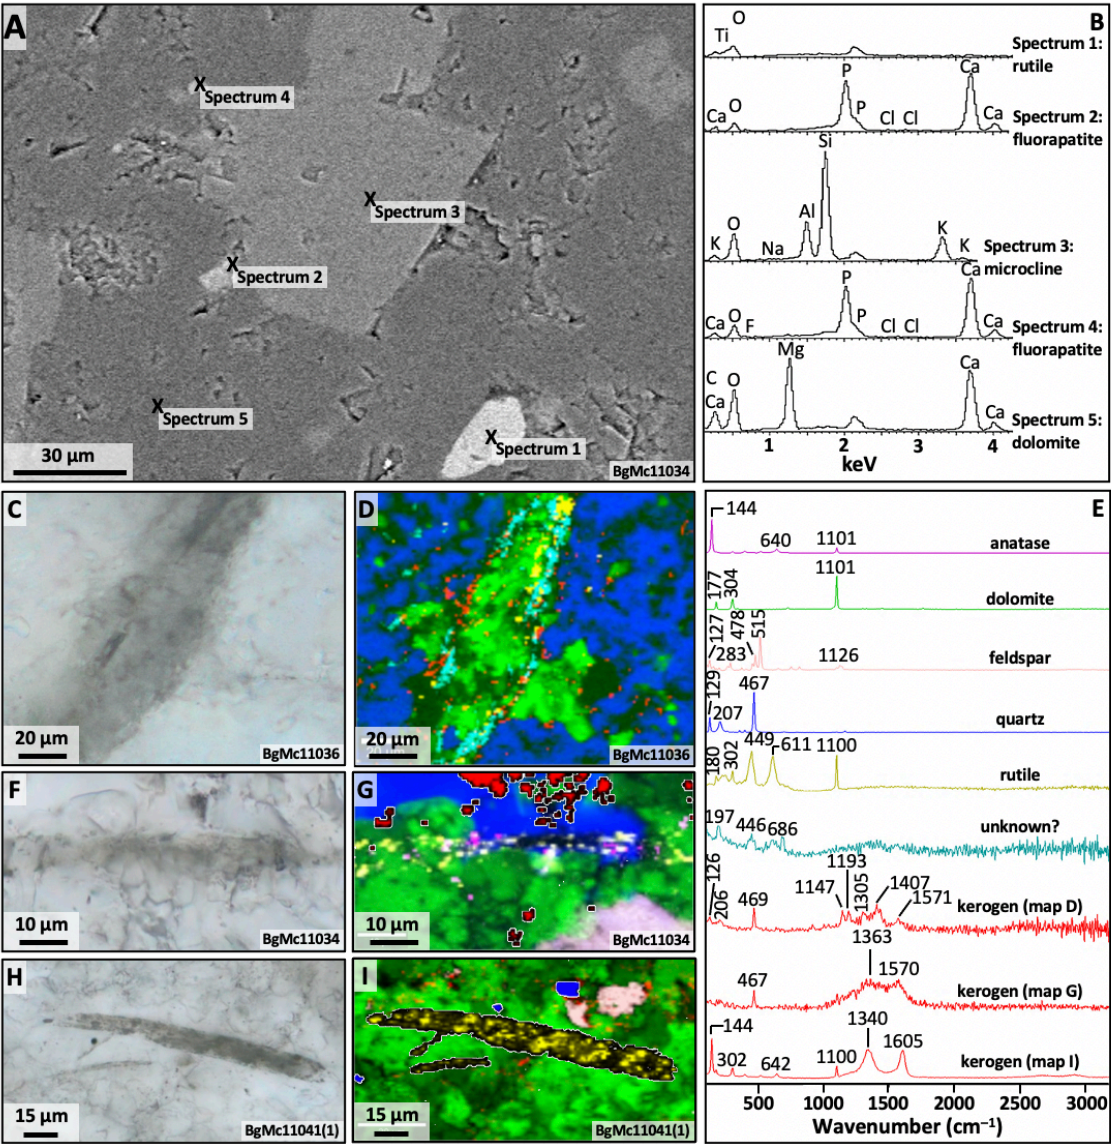 A
X Spectrum 4
X Spectrum 3
X Spectrum 2
X Spectrum 5
X Spectrum 1
30 µm
BgMc11034
B
Ti O
Spectrum 1:
rutile
Ca O P P Cl Cl Ca Ca
Spectrum 2:
fluorapatite
K O Na Al Si K K
Spectrum 3:
microcline
Ca O F P P Cl Cl Ca Ca
Spectrum 4:
fluorapatite
C Ca O Mg Ca Ca
Spectrum 5:
dolomite
1 2 3 4
keV
C
20 µm
BgMc11036
D
20 µm
BgMc11036
E
144 640 1101
anatase
177 304 1101
dolomite
127 283 478 515 1126
feldspar
129 207 467
quartz
180 302 449 611 1100
rutile
197 446 686
unknown?
126 206 469 1147 1193 1305 1407 1571
kerogen (map D)
467 1363 1570
kerogen (map G)
144 302 642 1100 1340 1605
kerogen (map I)
500 1000 1500 2000 2500 3000
Wavenumber (cm⁻¹)
F
10 µm
BgMc11034
G
10 µm
BgMc11034
H
15 µm
BgMc11041(1)
I
15 µm
BgMc11041(1)